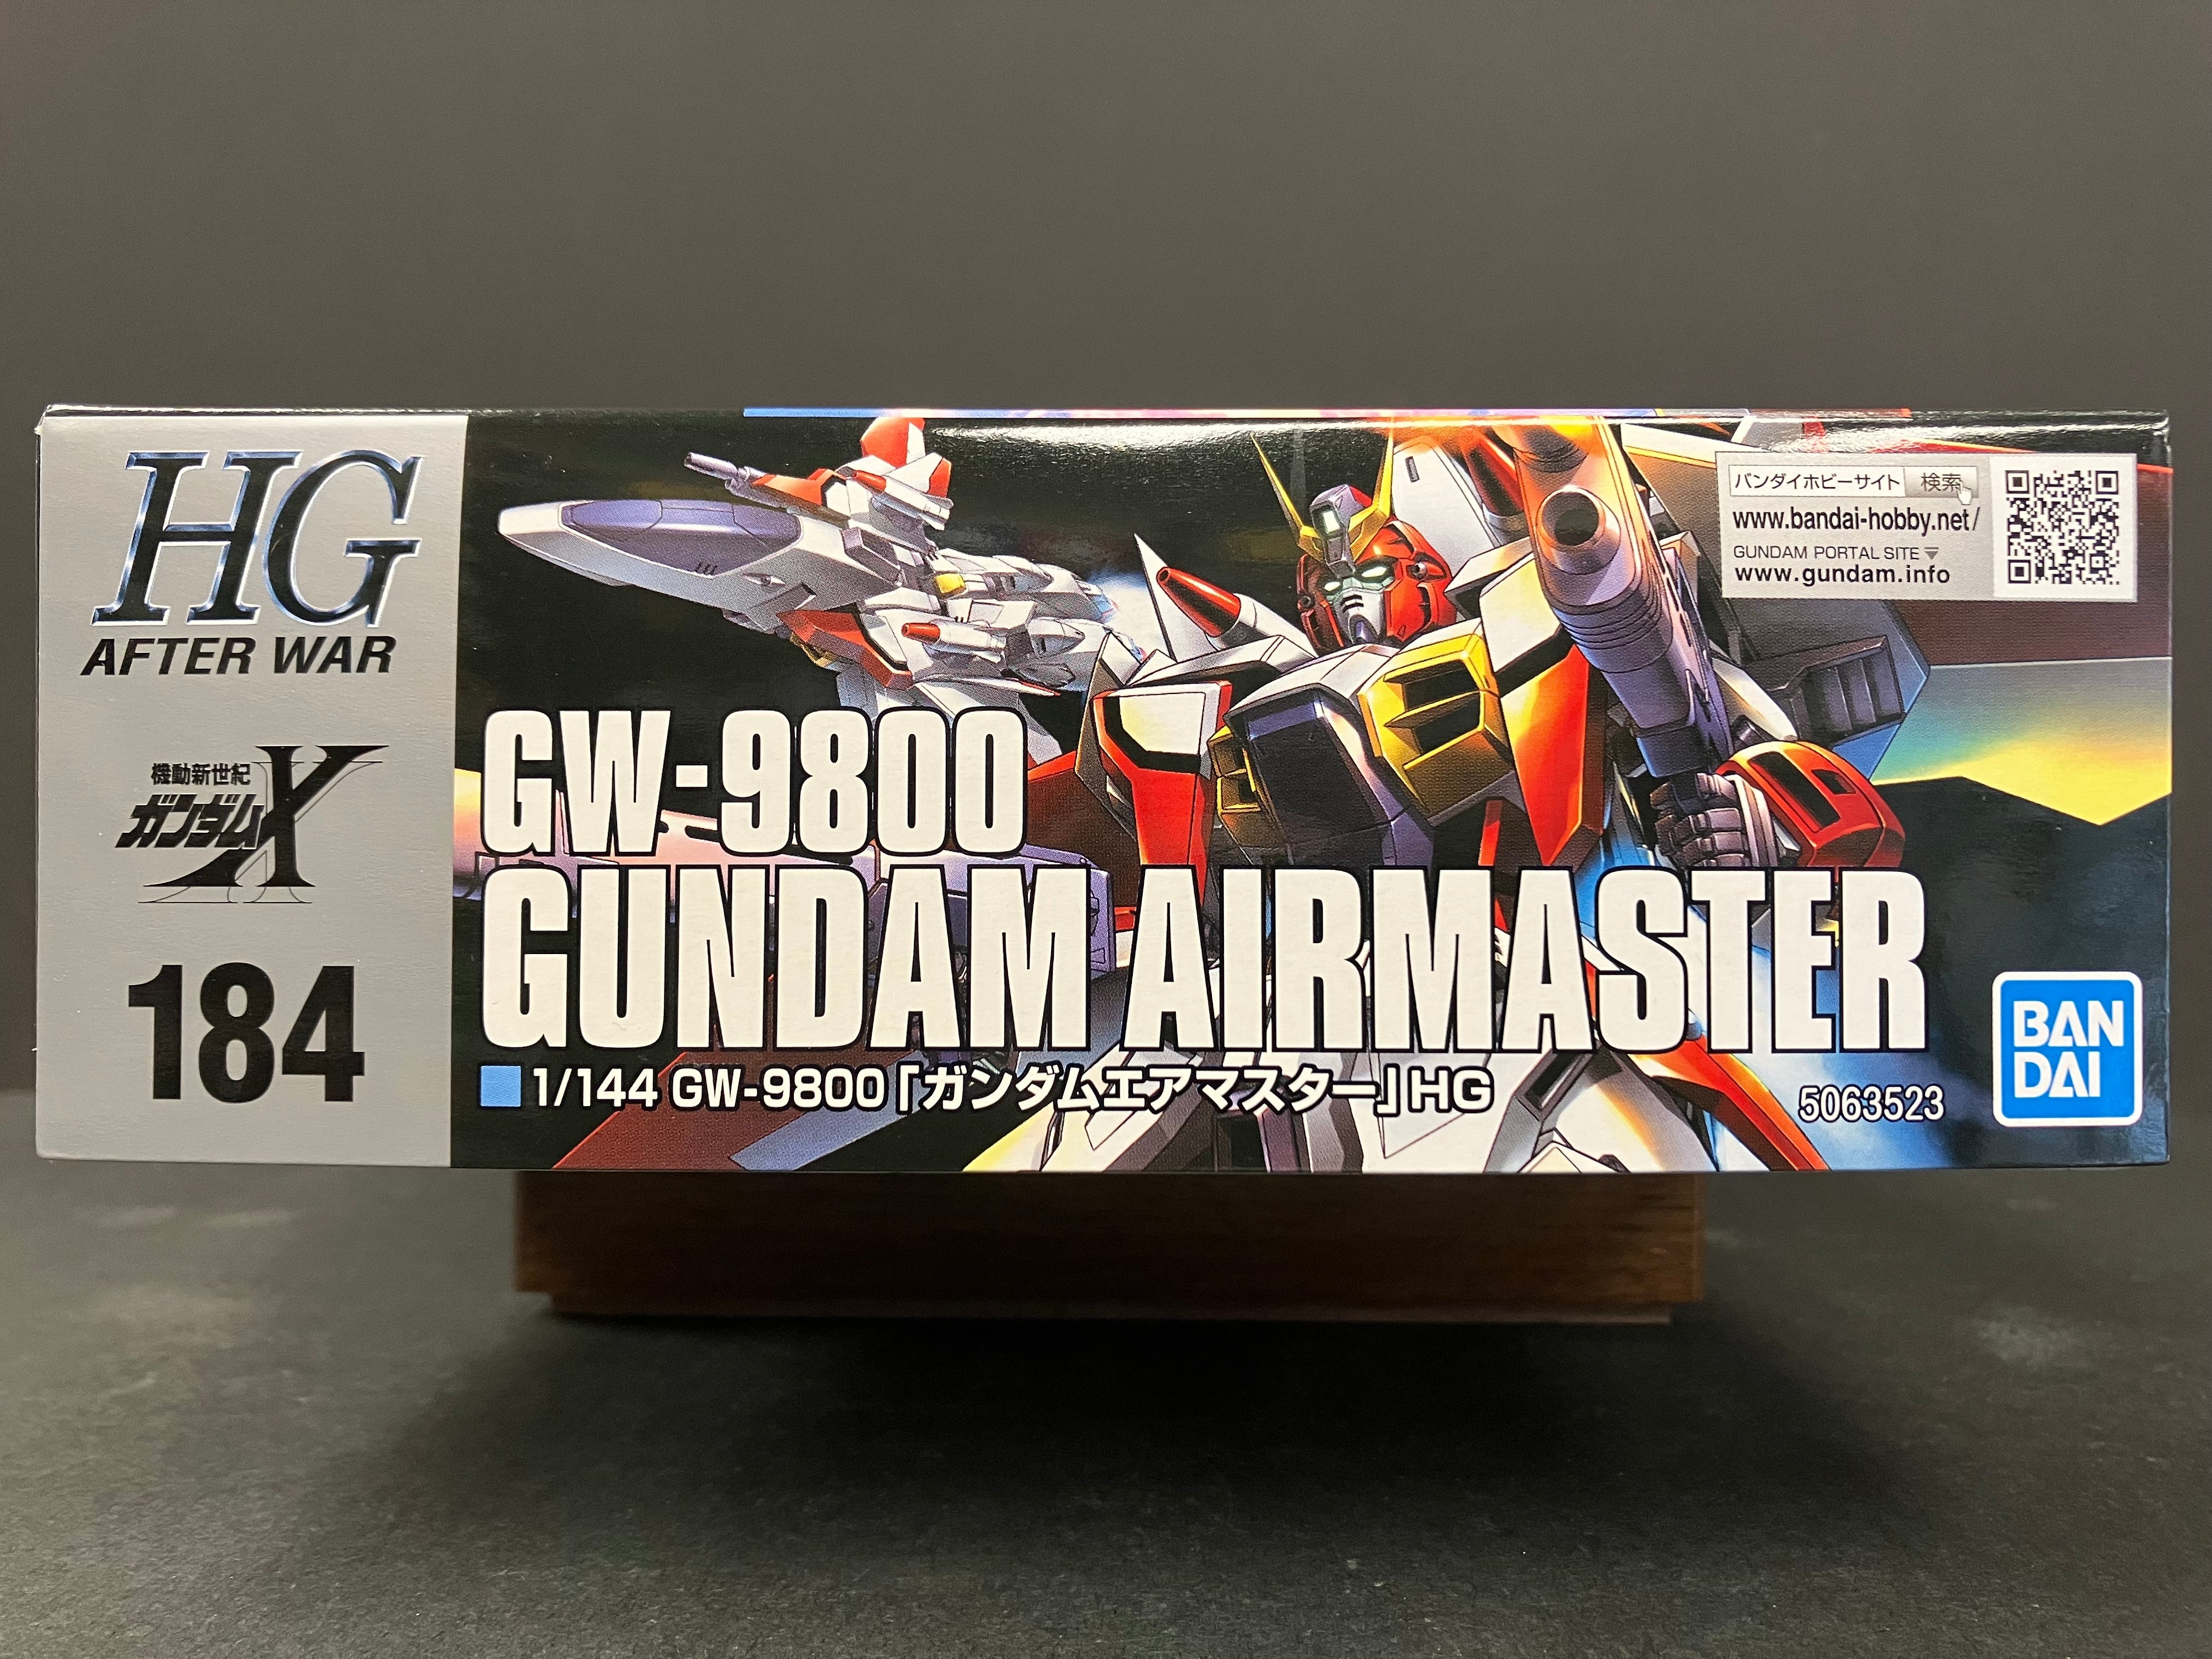 HG
AFTER WAR
機動新世紀
ガンダムX
184
GW-9800
GUNDAM AIRMASTER
1/144 GW-9800「ガンダムエアマスター」HG
バンダイホビーサイト 検索
www.bandai-hobby.net/
GUNDAM PORTAL SITE▼
www.gundam.info
5063523
BAN
DAI